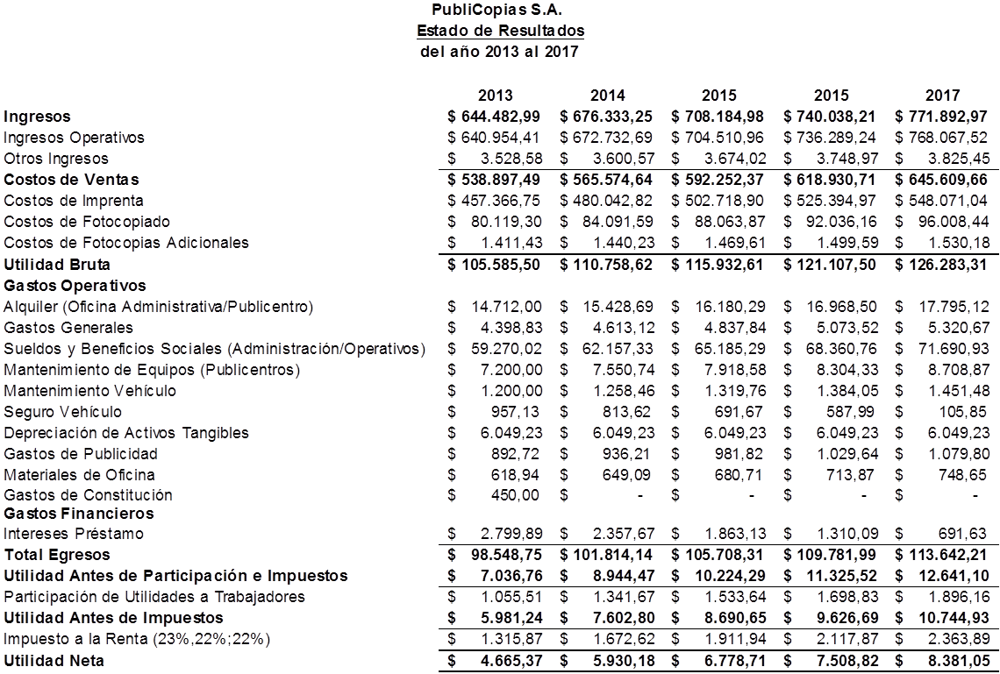 PubliCopias S.A.
Estado de Resultados
del año 2013 al 2017
2013 2014 2015 2015 2017
Ingresos $ 644.482,99 $ 676.333,25 $ 708.184,98 $ 740.038,21 $ 771.892,97
Ingresos Operativos $ 640.954,41 $ 672.732,69 $ 704.510,96 $ 736.289,24 $ 768.067,52
Otros Ingresos $ 3.528,58 $ 3.600,57 $ 3.674,02 $ 3.748,97 $ 3.825,45
Costos de Ventas $ 538.897,49 $ 565.574,64 $ 592.252,37 $ 618.930,71 $ 645.609,66
Costos de Imprenta $ 457.366,75 $ 480.042,82 $ 502.718,90 $ 525.394,97 $ 548.071,04
Costos de Fotocopiado $ 80.119,30 $ 84.091,59 $ 88.063,87 $ 92.036,16 $ 96.008,44
Costos de Fotocopias Adicionales $ 1.411,43 $ 1.440,23 $ 1.469,61 $ 1.499,59 $ 1.530,18
Utilidad Bruta $ 105.585,50 $ 110.758,62 $ 115.932,61 $ 121.107,50 $ 126.283,31
Gastos Operativos
Alquiler (Oficina Administrativa/Publicentro) $ 14.712,00 $ 15.428,69 $ 16.180,29 $ 16.968,50 $ 17.795,12
Gastos Generales $ 4.398,83 $ 4.613,12 $ 4.837,84 $ 5.073,52 $ 5.320,67
Sueldos y Beneficios Sociales (Administración/Operativos) $ 59.270,02 $ 62.157,33 $ 65.185,29 $ 68.360,76 $ 71.690,93
Mantenimiento de Equipos (Publicentros) $ 7.200,00 $ 7.550,74 $ 7.918,58 $ 8.304,33 $ 8.708,87
Mantenimiento Vehículo $ 1.200,00 $ 1.258,46 $ 1.319,76 $ 1.384,05 $ 1.451,48
Seguro Vehículo $ 957,13 $ 813,62 $ 691,67 $ 587,99 $ 105,85
Depreciación de Activos Tangibles $ 6.049,23 $ 6.049,23 $ 6.049,23 $ 6.049,23 $ 6.049,23
Gastos de Publicidad $ 892,72 $ 936,21 $ 981,82 $ 1.029,64 $ 1.079,80
Materiales de Oficina $ 618,94 $ 649,09 $ 680,71 $ 713,87 $ 748,65
Gastos de Constitución $ 450,00 $ - $ - $ - $ -
Gastos Financieros
Intereses Préstamo $ 2.799,89 $ 2.357,67 $ 1.863,13 $ 1.310,09 $ 691,63
Total Egresos $ 98.548,75 $ 101.814,14 $ 105.708,31 $ 109.781,99 $ 113.642,21
Utilidad Antes de Participación e Impuestos $ 7.036,76 $ 8.944,47 $ 10.224,29 $ 11.325,52 $ 12.641,10
Participación de Utilidades a Trabajadores $ 1.055,51 $ 1.341,67 $ 1.533,64 $ 1.698,83 $ 1.896,16
Utilidad Antes de Impuestos $ 5.981,24 $ 7.602,80 $ 8.690,65 $ 9.626,69 $ 10.744,93
Impuesto a la Renta (23%,22%;22%) $ 1.315,87 $ 1.672,62 $ 1.911,94 $ 2.117,87 $ 2.363,89
Utilidad Neta $ 4.665,37 $ 5.930,18 $ 6.778,71 $ 7.508,82 $ 8.381,05